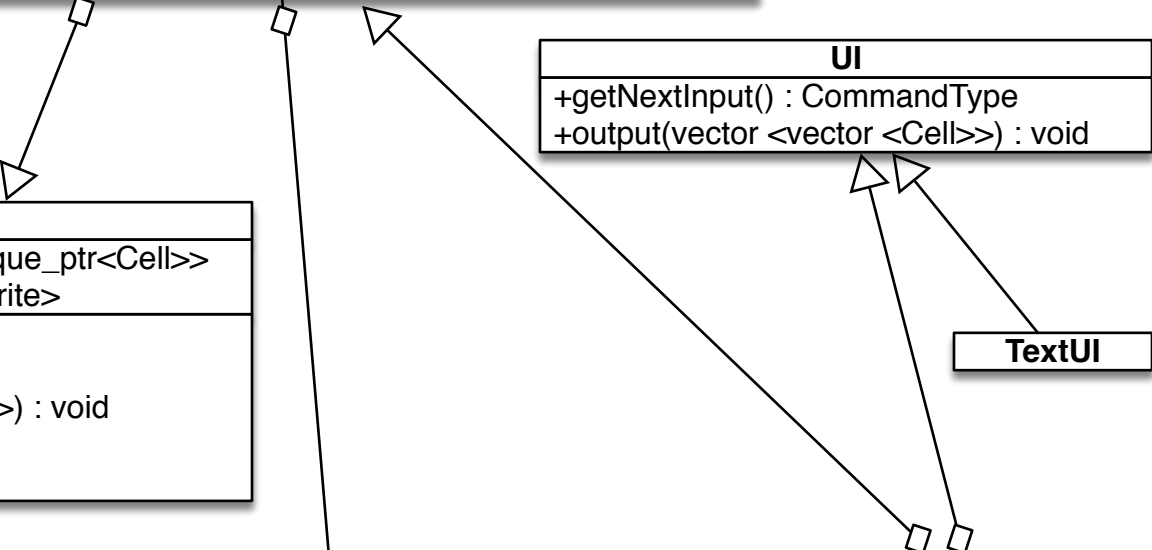 UI
+getNextInput() : CommandType
+output(vector <vector <Cell>>) : void
que_ptr<Cell>>
rite>
TextUI
>) : void